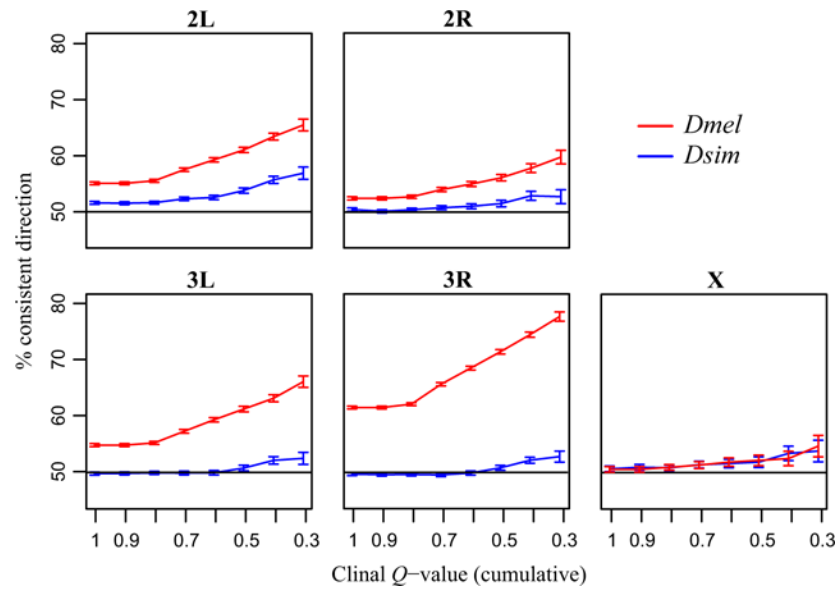 2L
2R
80
70
60
50
Dmel
Dsim
3L
3R
X
80
70
60
50
% consistent direction
1 0.9 0.7 0.5 0.3
1 0.9 0.7 0.5 0.3
1 0.9 0.7 0.5 0.3
Clinal Q−value (cumulative)